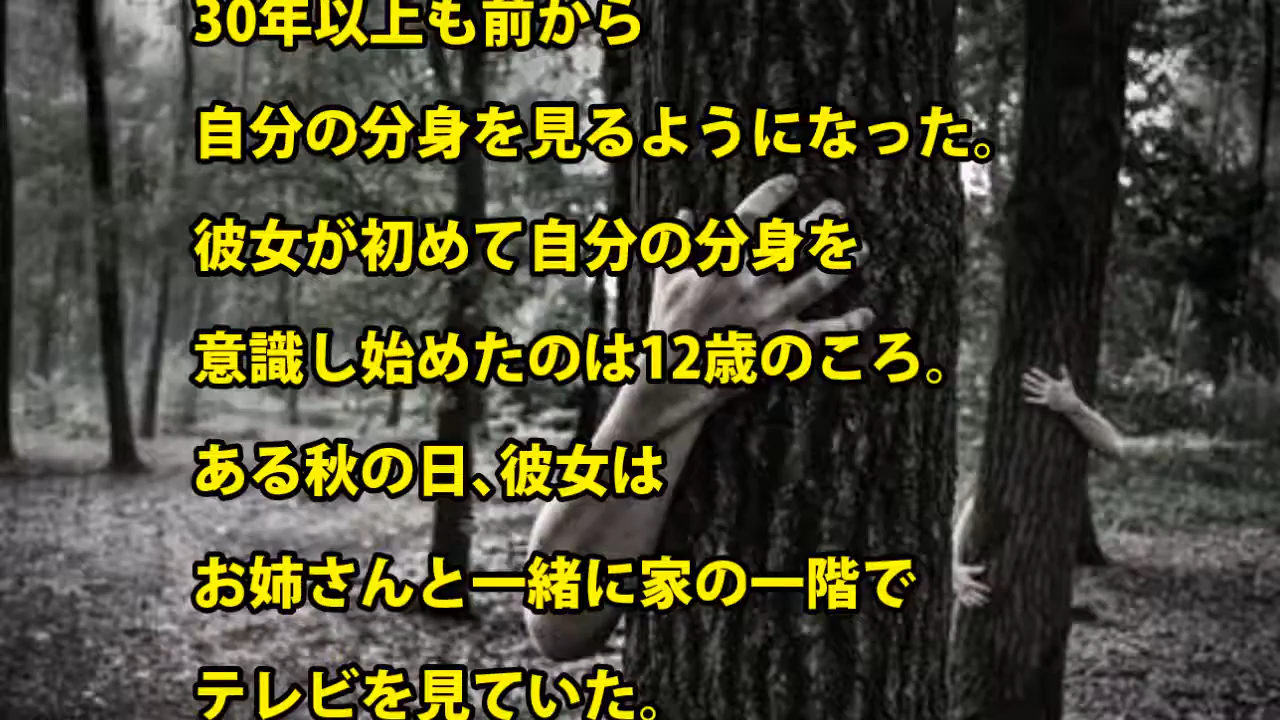 30年以上も前から
自分の分身を見るようになった。
彼女が初めて自分の分身を
意識し始めたのは12歳のころ。
ある秋の日、彼女は
お姉さんと一緒に家の一階で
テレビを見ていた。